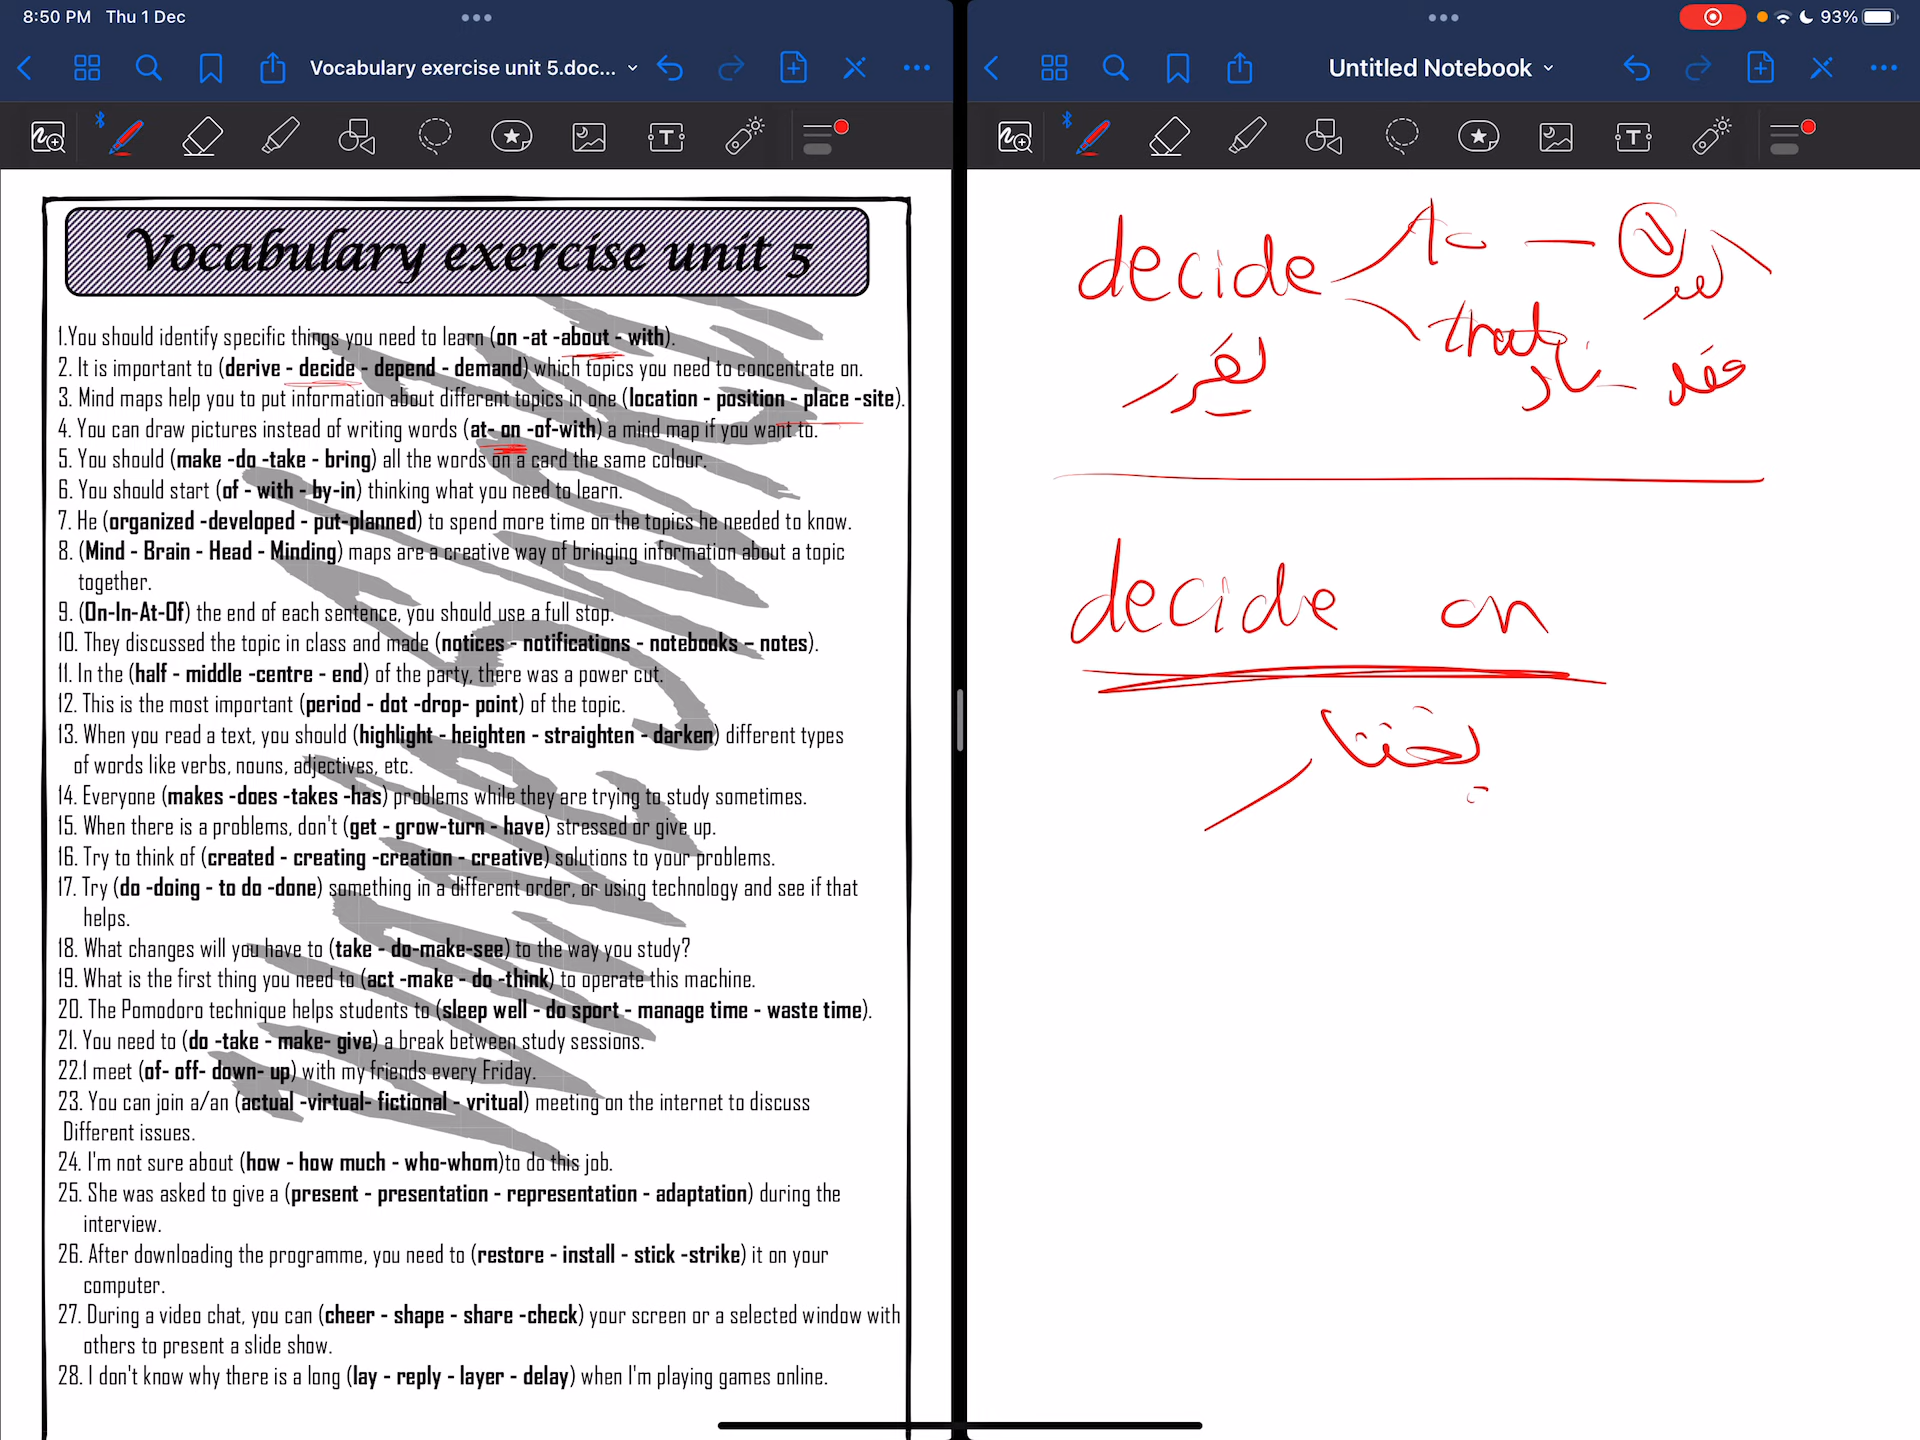 8:50 PM Thu 1 Dec
93%
Vocabulary exercise unit 5.doc...
Untitled Notebook
Vocabulary exercise unit 5
1.You should identify specific things you need to learn (on -at -about - with).
2. It is important to (derive - decide - depend - demand) which topics you need to concentrate on.
3. Mind maps help you to put information about different topics in one (location - position - place -site).
4. You can draw pictures instead of writing words (at- on -of-with) a mind map if you want to.
5. You should (make -do -take - bring) all the words on a card the same colour.
6. You should start (of - with - by-in) thinking what you need to learn.
7. He (organized -developed - put-planned) to spend more time on the topics he needed to know.
8. (Mind - Brain - Head - Minding) maps are a creative way of bringing information about a topic
together.
9. (On-In-At-Of) the end of each sentence, you should use a full stop.
10. They discussed the topic in class and made (notices - notifications - notebooks – notes).
11. In the (half - middle -centre - end) of the party, there was a power cut.
12. This is the most important (period - dot -drop- point) of the topic.
13. When you read a text, you should (highlight - heighten - straighten - darken) different types
of words like verbs, nouns, adjectives, etc.
14. Everyone (makes -does -takes -has) problems while they are trying to study sometimes.
15. When there is a problems, don't (get - grow-turn - have) stressed or give up.
16. Try to think of (created - creating -creation - creative) solutions to your problems.
17. Try (do -doing - to do -done) something in a different order, or using technology and see if that
helps.
18. What changes will you have to (take - do-make-see) to the way you study?
19. What is the first thing you need to (act -make - do -think) to operate this machine.
20. The Pomodoro technique helps students to (sleep well - do sport - manage time - waste time).
21. You need to (do -take - make- give) a break between study sessions.
22.I meet (of- off- down- up) with my friends every Friday.
23. You can join a/an (actual -virtual- fictional - vritual) meeting on the internet to discuss
Different issues.
24. I'm not sure about (how - how much - who-whom)to do this job.
25. She was asked to give a (present - presentation - representation - adaptation) during the
interview.
26. After downloading the programme, you need to (restore - install - stick -strike) it on your
computer.
27. During a video chat, you can (cheer - shape - share -check) your screen or a selected window with
others to present a slide show.
28. I don't know why there is a long (lay - reply - layer - delay) when I'm playing games online.
decide
that
يقرر
decide on
يختار